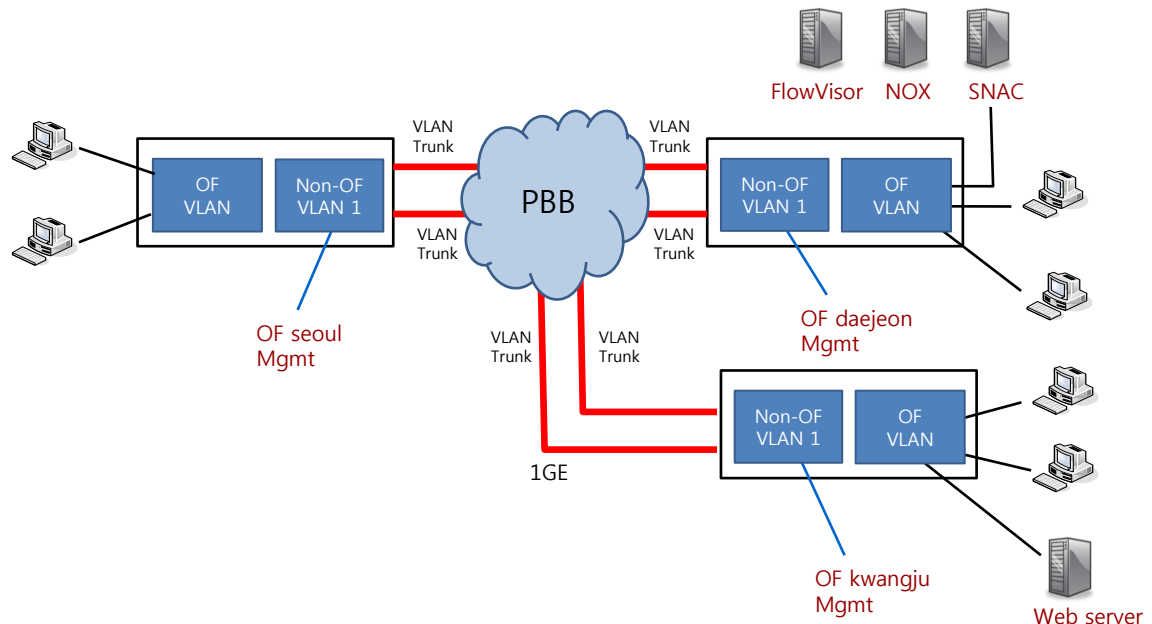 FlowVisor
NOX
SNAC
VLAN
Trunk
VLAN
Trunk
OF
VLAN
Non-OF
VLAN 1
PBB
Non-OF
VLAN 1
OF
VLAN
VLAN
Trunk
VLAN
Trunk
OF seoul
Mgmt
OF daejeon
Mgmt
VLAN
Trunk
VLAN
Trunk
Non-OF
VLAN 1
OF
VLAN
1GE
OF kwangju
Mgmt
Web server